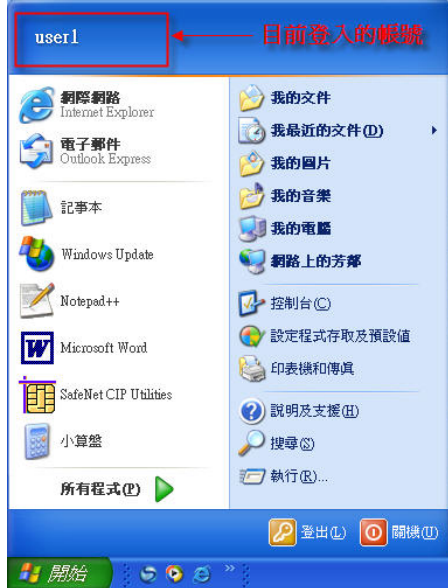 user1
目前登入的帳號
網際網路
Internet Explorer
電子郵件
Outlook Express
記事本
Windows Update
Notepad++
Microsoft Word
SafeNet CIP Utilities
小算盤
所有程式(P)
我的文件
我最近的文件(D)
我的圖片
我的音樂
我的電腦
網路上的芳鄰
控制台(C)
設定程式存取及預設值
印表機和傳真
說明及支援(H)
搜尋(S)
執行(R)...
登出(L)
關機(U)
開始